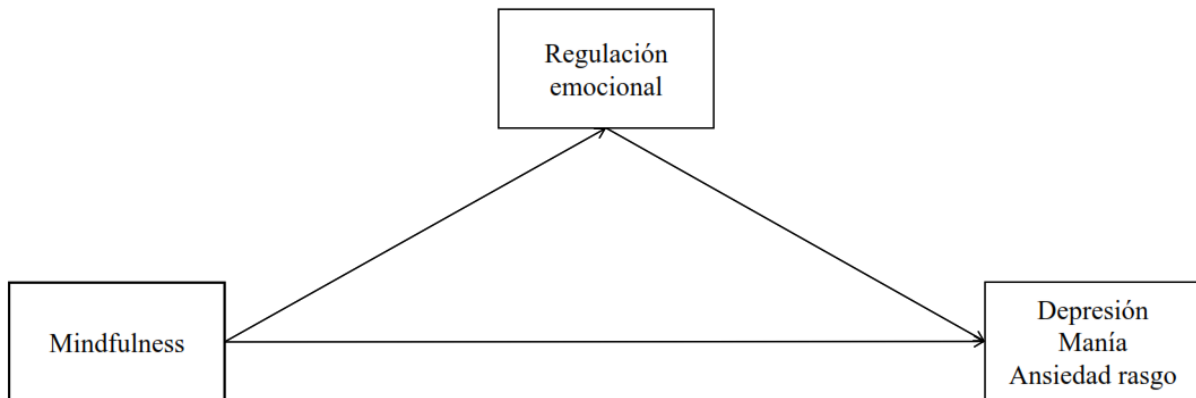 Regulación
emocional
Mindfulness
Depresión
Manía
Ansiedad rasgo